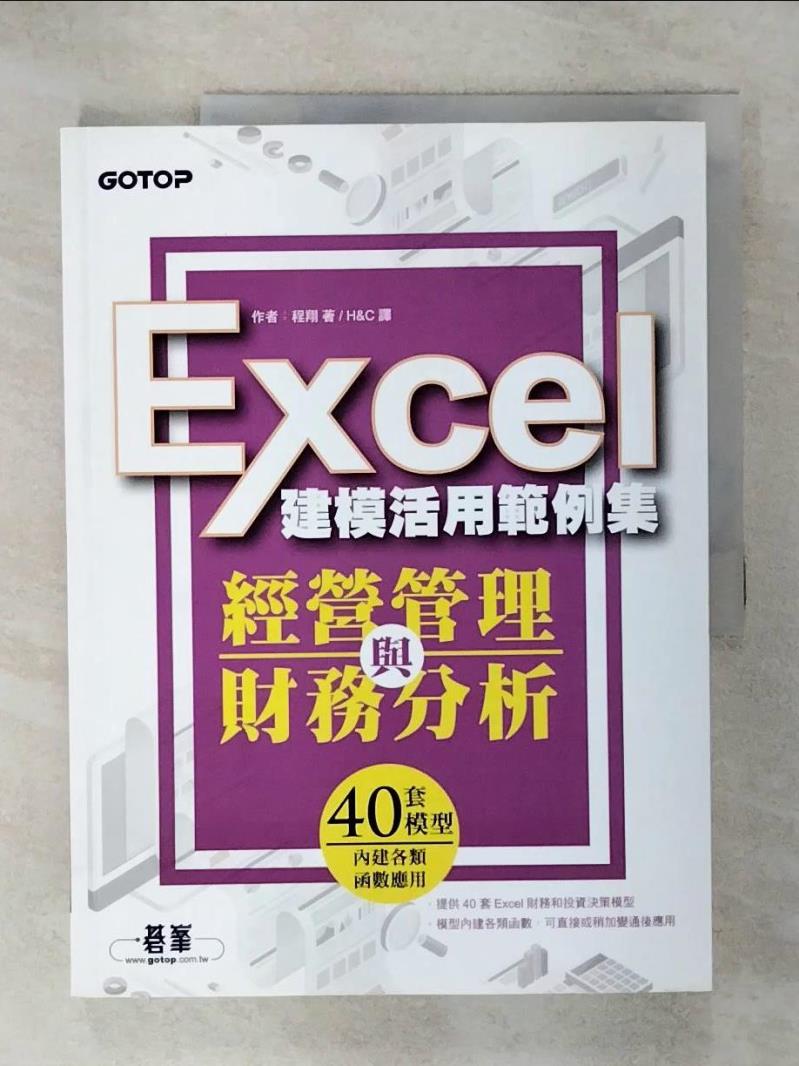 GOTOP
作者：程翔 著 / H&C 譯
Excel
建模活用範例集
經營管理
與
財務分析
40套模型
內建各類
函數應用
· 提供 40 套 Excel 財務和投資決策模型
· 模型內建各類函數，可直接或稍加變通後應用
碁峯
www.gotop.com.tw